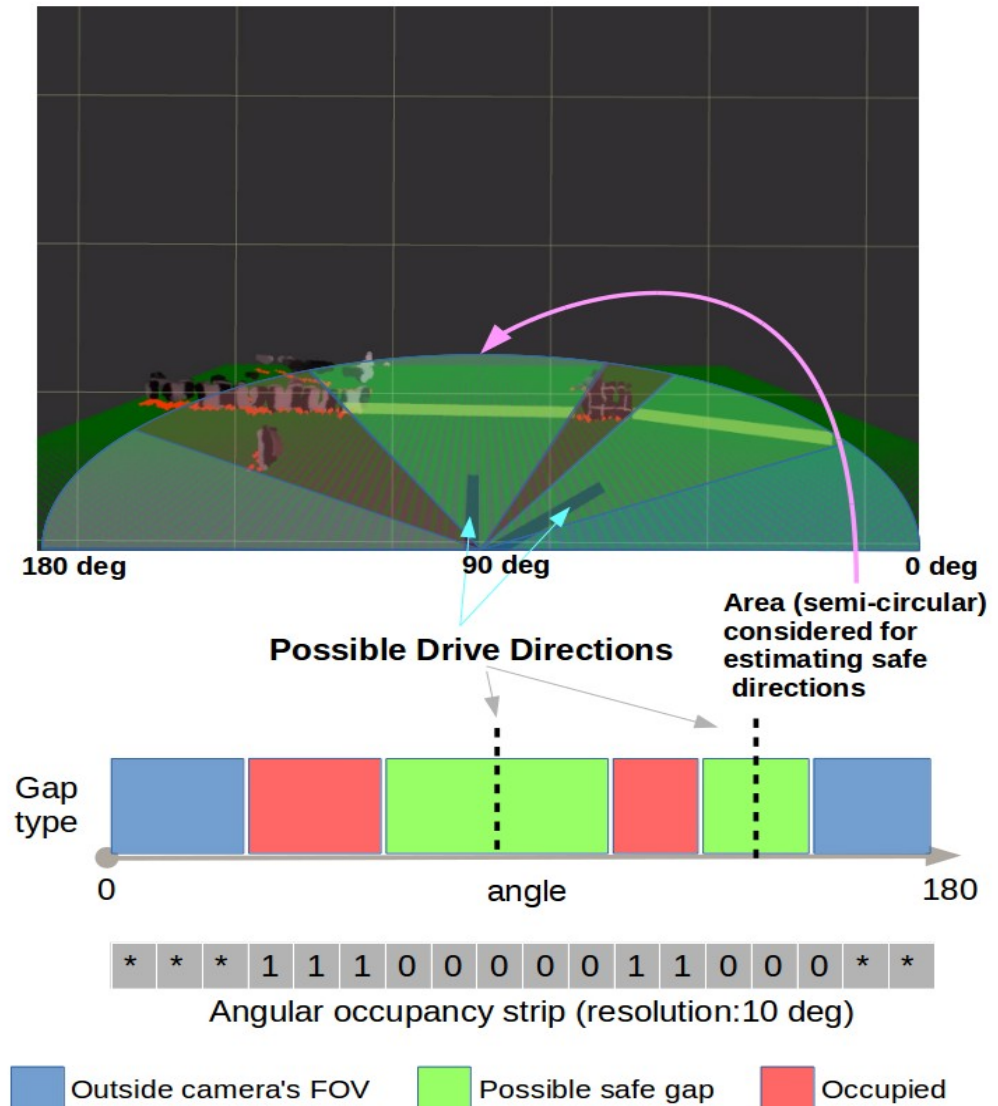 180 deg 90 deg 0 deg
Area (semi-circular)
considered for
estimating safe
directions
Possible Drive Directions
Gap
type
0 angle 180
* * * 1 1 1 0 0 0 0 0 1 1 0 0 0 * *
Angular occupancy strip (resolution:10 deg)
Outside camera's FOV Possible safe gap Occupied